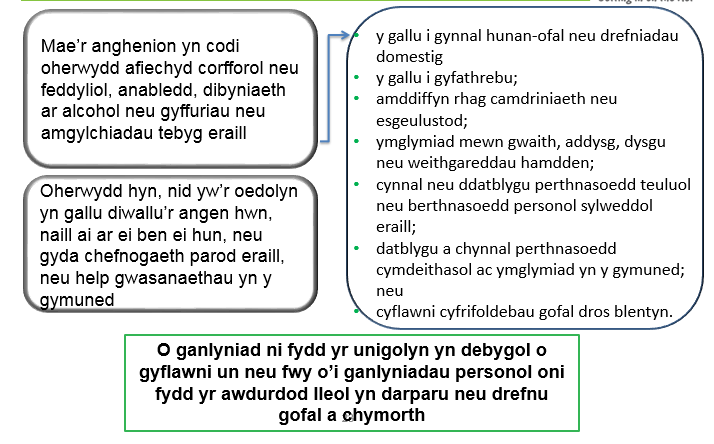 Mae'r anghenion yn codi
oherwydd afiechyd corfforol neu
feddyliol, anabledd, dibyniaeth
ar alcohol neu gyffuriau neu
amgylchiadau tebyg eraill
Oherwydd hyn, nid yw'r oedolyn
yn gallu diwallu'r angen hwn,
naill ai ar ei ben ei hun, neu
gyda chefnogaeth parod eraill,
neu help gwasanaethau yn y
gymuned
• y gallu i gynnal hunan-ofal neu drefniadau
domestig
• y gallu i gyfathrebu;
• amddiffyn rhag camdriniaeth neu
esgeulustod;
• ymglymiad mewn gwaith, addysg, dysgu
neu weithgareddau hamdden;
• cynnal neu ddatblygu perthnasoedd teuluol
neu berthnasoedd personol sylweddol
eraill;
• datblygu a chynnal perthnasoedd
cymdeithasol ac ymglymiad yn y gymuned;
neu
• cyflawni cyfrifoldebau gofal dros blentyn.
O ganlyniad ni fydd yr unigolyn yn debygol o
gyflawni un neu fwy o'i ganlyniadau personol oni
fydd yr awdurdod lleol yn darparu neu drefnu
gofal a chymorth